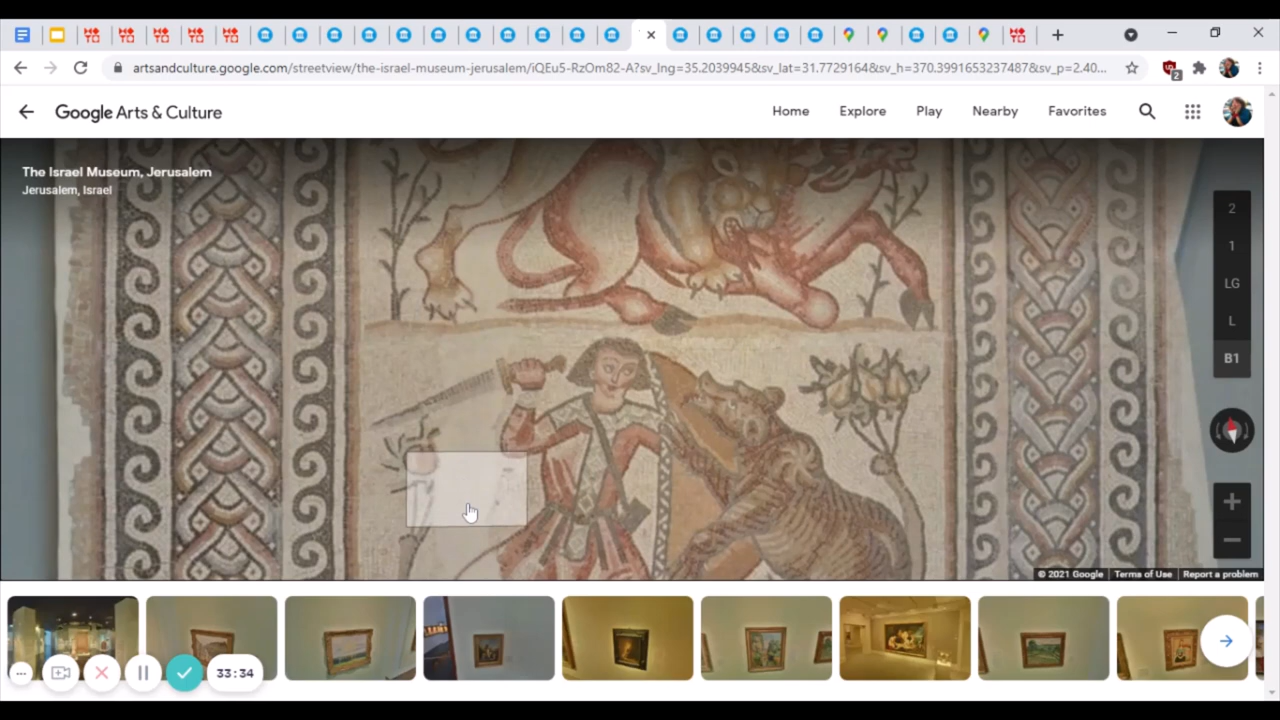 2
artsandculture.google.com/streetview/the-israel-museum-jerusalem/iQEu5-RzOm82-A?sv_lng=35.2039945&sv_lat=31.7729164&sv_h=370.3991653237487&sv_p=2.40...
Google Arts & Culture
Home Explore Play Nearby Favorites
The Israel Museum, Jerusalem
Jerusalem, Israel
2
1
LG
L
B1
© 2021 Google Terms of Use Report a problem
33:34